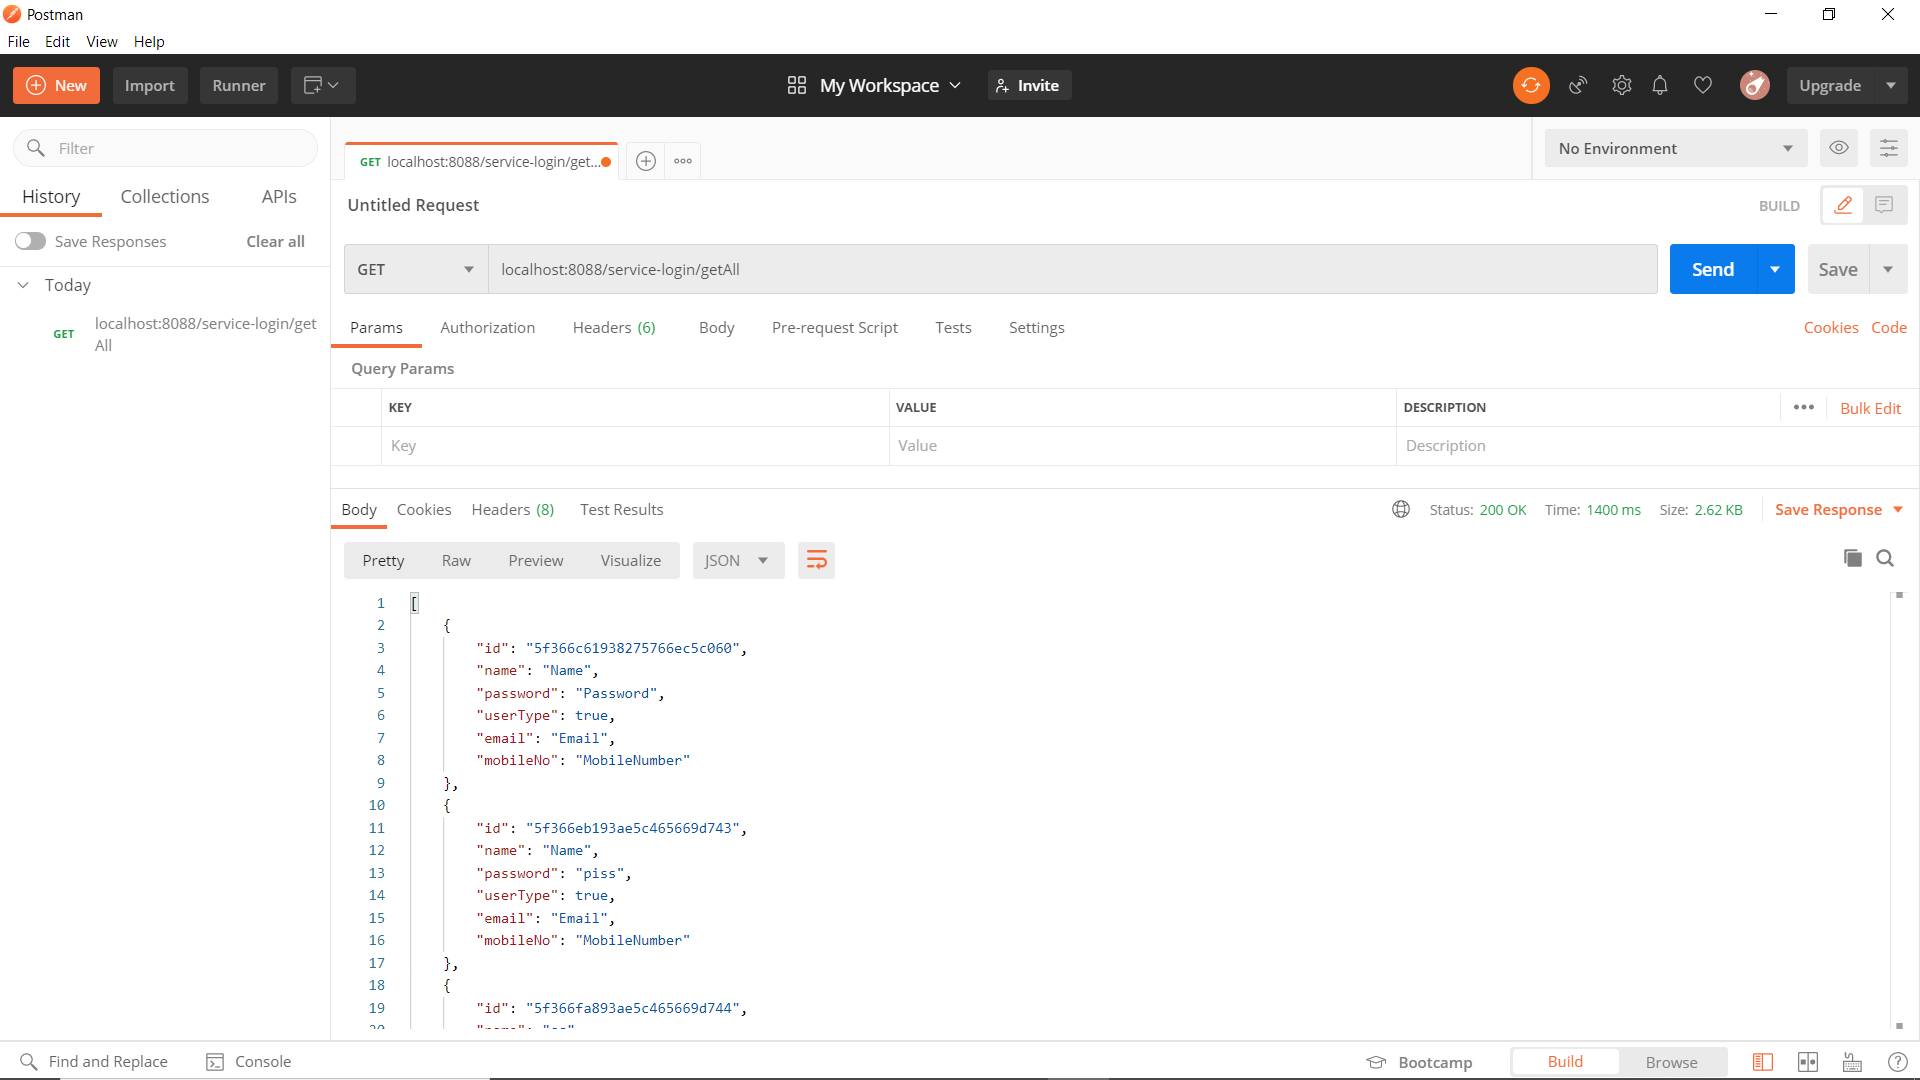 Postman
File Edit View Help
New Import Runner My Workspace Invite Upgrade
Filter
GET localhost:8088/service-login/get...
No Environment
History Collections APIs
Untitled Request
BUILD
Save Responses Clear all
Today
GET localhost:8088/service-login/get
All
GET localhost:8088/service-login/getAll Send Save
Params Authorization Headers (6) Body Pre-request Script Tests Settings Cookies Code
Query Params
KEY VALUE DESCRIPTION Bulk Edit
Key Value Description
Body Cookies Headers (8) Test Results Status: 200 OK Time: 1400 ms Size: 2.62 KB Save Response
Pretty Raw Preview Visualize JSON
1 [
2 {
3 "id": "5f366c61938275766ec5c060",
4 "name": "Name",
5 "password": "Password",
6 "userType": true,
7 "email": "Email",
8 "mobileNo": "MobileNumber"
9 },
10 {
11 "id": "5f366eb193ae5c465669d743",
12 "name": "Name",
13 "password": "piss",
14 "userType": true,
15 "email": "Email",
16 "mobileNo": "MobileNumber"
17 },
18 {
19 "id": "5f366fa893ae5c465669d744",
Find and Replace Console Bootcamp Build Browse